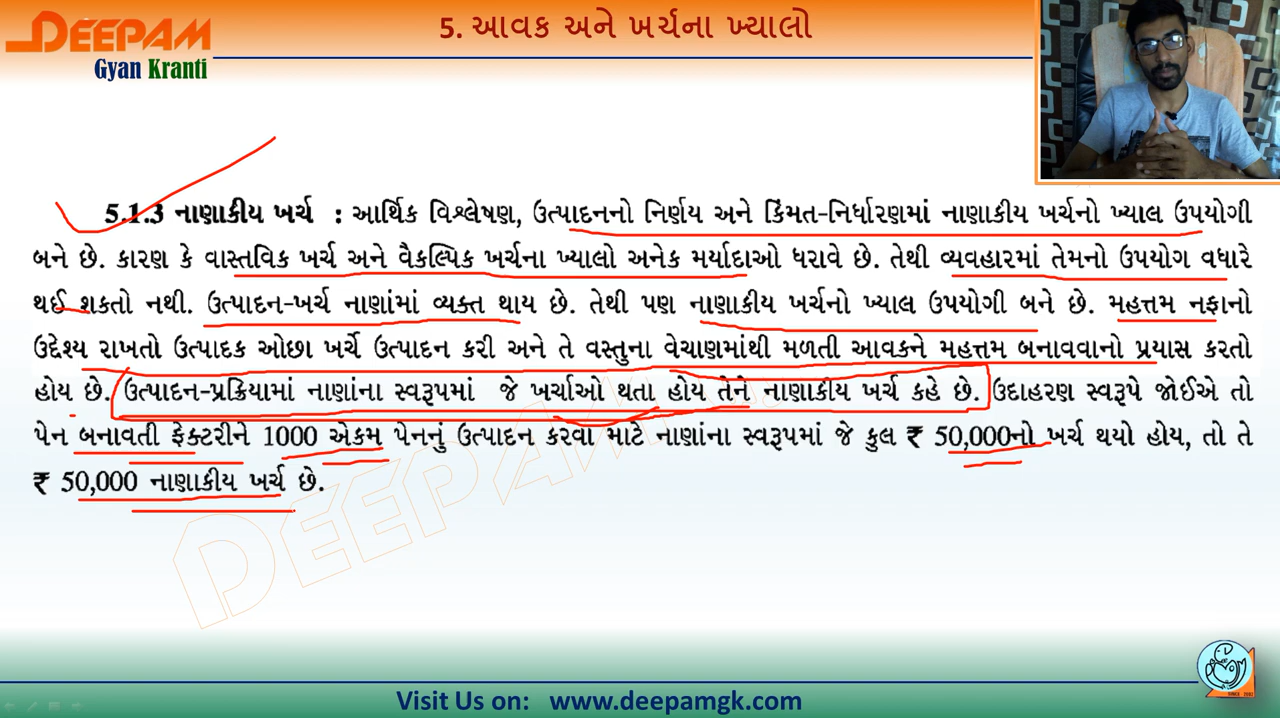 DEEPAM
Gyan Kranti
5. આવક અને ખર્ચના ખ્યાલો
5.1.3 નાણાકીય ખર્ચ : આર્થિક વિશ્લેષણ, ઉત્પાદનનો નિર્ણય અને કિંમત-નિર્ધારણમાં નાણાકીય ખર્ચનો ખ્યાલ ઉપયોગી
બને છે. કારણ કે વાસ્તવિક ખર્ચ અને વૈકલ્પિક ખર્ચના ખ્યાલો અનેક મર્યાદાઓ ધરાવે છે. તેથી વ્યવહારમાં તેમનો ઉપયોગ વધારે
થઈ શકતો નથી. ઉત્પાદન-ખર્ચ નાણાંમાં વ્યક્ત થાય છે. તેથી પણ નાણાકીય ખર્ચનો ખ્યાલ ઉપયોગી બને છે. મહત્તમ નફાનો
ઉદ્દેશ્ય રાખતો ઉત્પાદક ઓછા ખર્ચે ઉત્પાદન કરી અને તે વસ્તુના વેચાણમાંથી મળતી આવકને મહત્તમ બનાવવાનો પ્રયાસ કરતો
હોય છે. ઉત્પાદન-પ્રક્રિયામાં નાણાંના સ્વરૂપમાં જે ખર્ચાઓ થતા હોય તેને નાણાકીય ખર્ચ કહે છે. ઉદાહરણ સ્વરૂપે જોઈએ તો
પેન બનાવતી ફેક્ટરીને 1000 એકમ પેનનું ઉત્પાદન કરવા માટે નાણાંના સ્વરૂપમાં જે કુલ ₹ 50,000નો ખર્ચ થયો હોય, તો તે
₹ 50,000 નાણાકીય ખર્ચ છે.
DEEPAM
Visit Us on: www.deepamgk.com